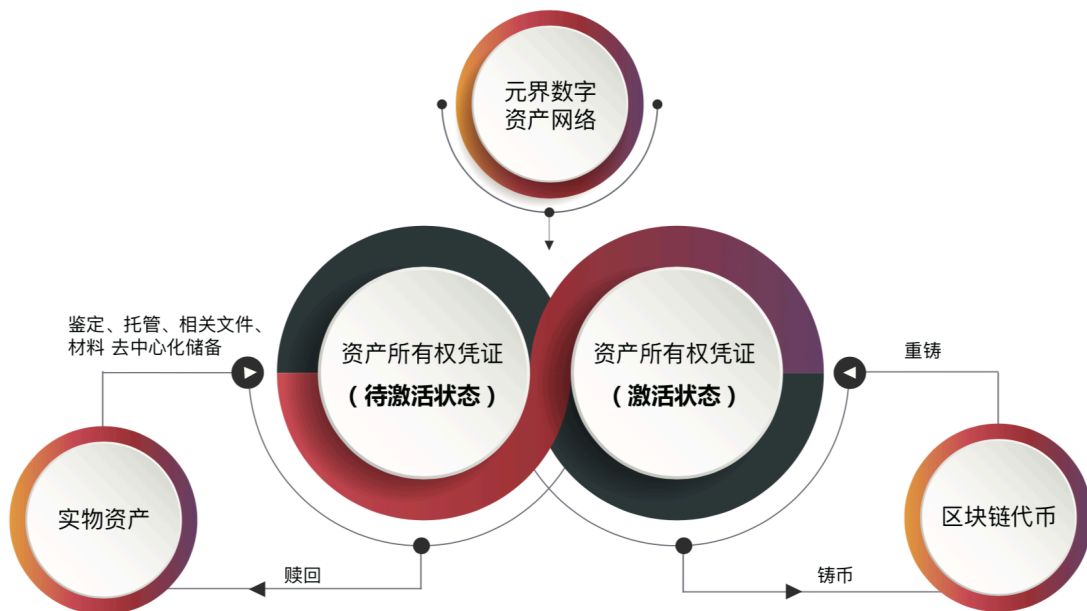 元界数字
资产网络
鉴定、托管、相关文件、
材料 去中心化储备
资产所有权凭证
（待激活状态）
资产所有权凭证
（激活状态）
重铸
实物资产
区块链代币
赎回
铸币